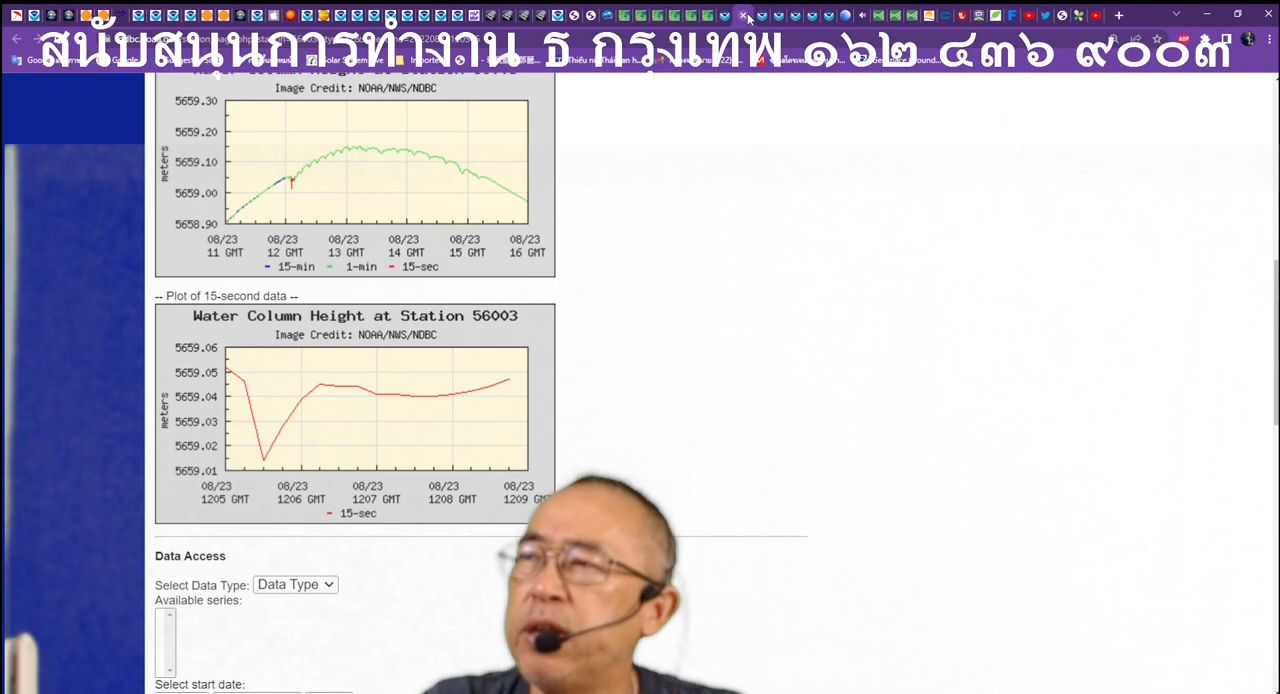 สนับสนุนการทำงาน ธ กรุงเทพ ๑๖๒ ๔๓๖ ๙๐๐๓
Image Credit: NOAA/NWS/NDBC
5659.30
5659.20
5659.10
5659.00
5658.90
meters
08/23 08/23 08/23 08/23 08/23 08/23
11 GMT 12 GMT 13 GMT 14 GMT 15 GMT 16 GMT
15-min 1-min 15-sec
-- Plot of 15-second data --
Water Column Height at Station 56003
Image Credit: NOAA/NWS/NDBC
5659.06
5659.05
5659.04
5659.03
5659.02
5659.01
meters
08/23 08/23 08/23 08/23 08/23
1205 GMT 1206 GMT 1207 GMT 1208 GMT 1209 GMT
15-sec
Data Access
Select Data Type: Data Type
Available series:
Select start date: